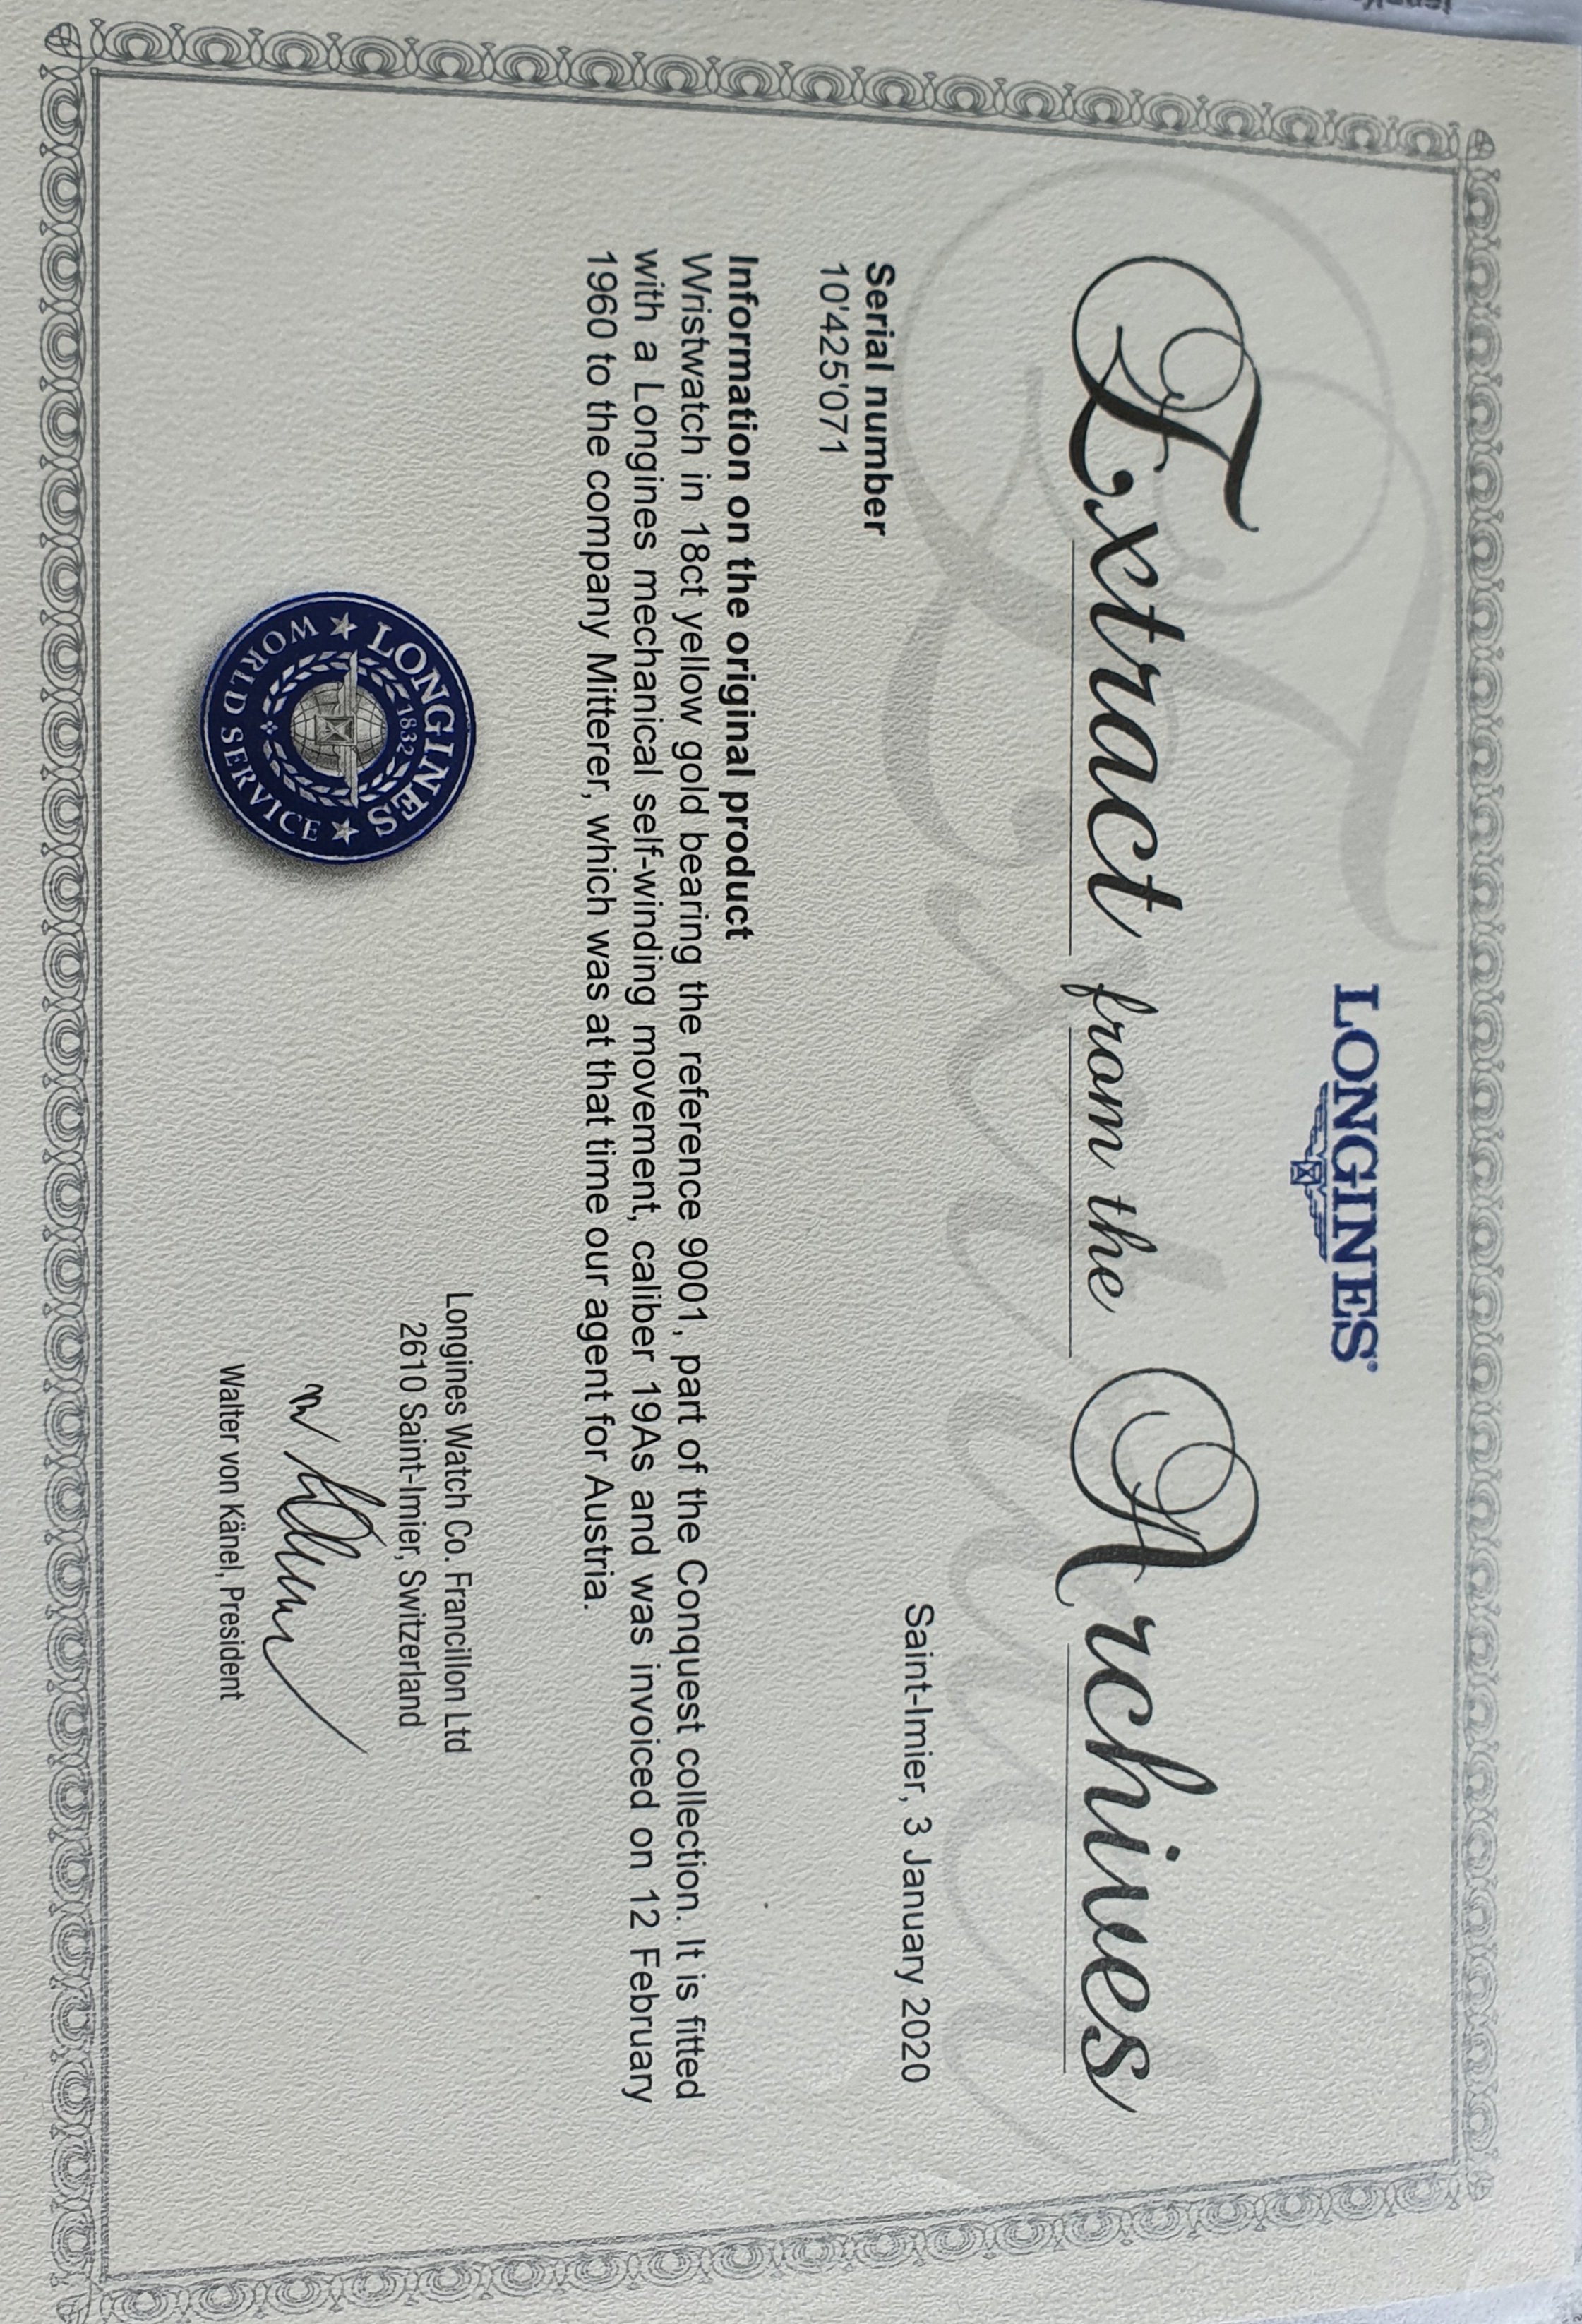 LONGINES®
Extract from the Archives
Saint-Imier, 3 January 2020
Serial number
10'425'071
Information on the original product
Wristwatch in 18ct yellow gold bearing the reference 9001, part of the Conquest collection. It is fitted
with a Longines mechanical self-winding movement, caliber 19As and was invoiced on 12 February
1960 to the company Mitterer, which was at that time our agent for Austria.
LONGINES
1832
WORLD SERVICE
Longines Watch Co. Francillon Ltd
2610 Saint-Imier, Switzerland
Walter von Känel, President